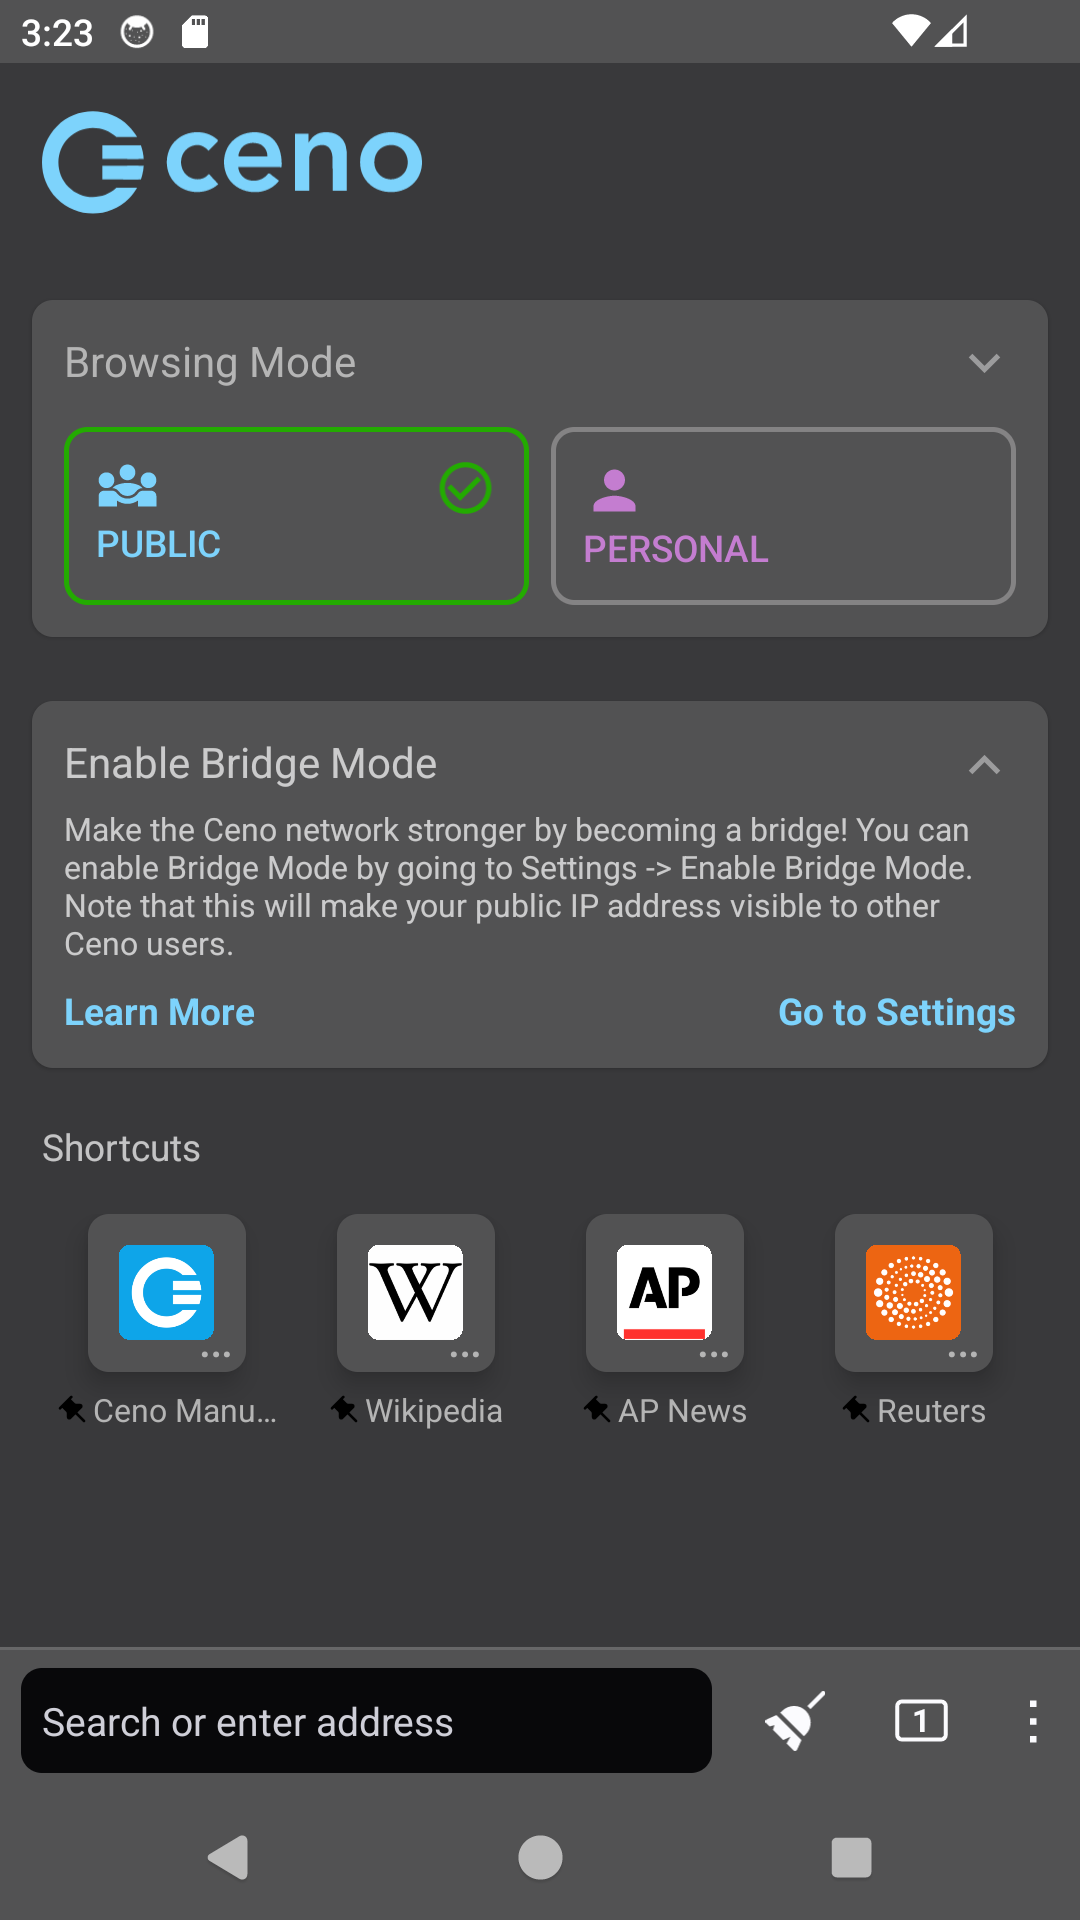 3:23
ceno
Browsing Mode
PUBLIC
PERSONAL
Enable Bridge Mode
Make the Ceno network stronger by becoming a bridge! You can
enable Bridge Mode by going to Settings -> Enable Bridge Mode.
Note that this will make your public IP address visible to other
Ceno users.
Learn More
Go to Settings
Shortcuts
W
AP
Ceno Manu...
Wikipedia
AP News
Reuters
Search or enter address
1